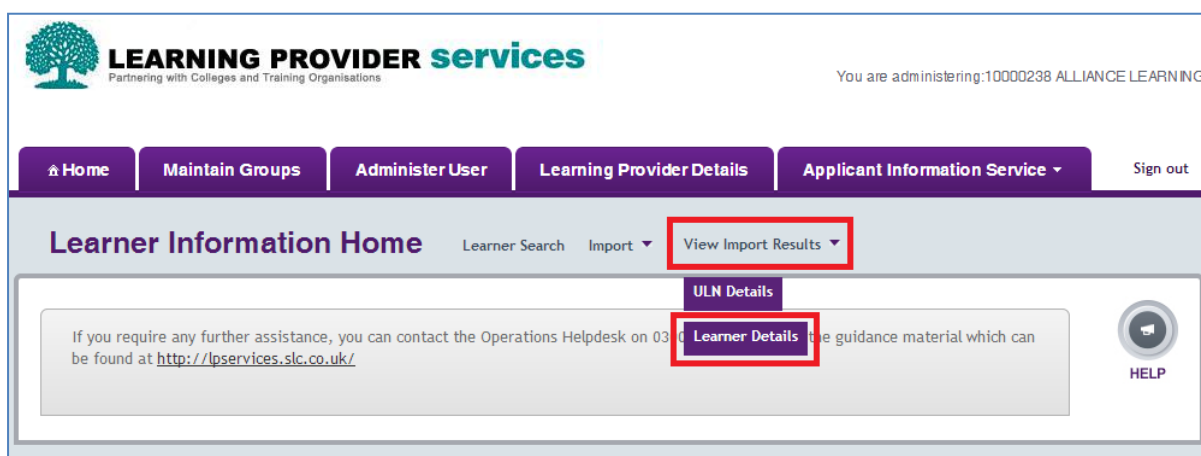 LEARNING PROVIDER services
Partnering with Colleges and Training Organisations
You are administering:10000238 ALLIANCE LEARNING
Home Maintain Groups Administer User Learning Provider Details Applicant Information Service Sign out
Learner Information Home Learner Search Import View Import Results
ULN Details
Learner Details
If you require any further assistance, you can contact the Operations Helpdesk on 03 the guidance material which can
be found at http://lpservices.slc.co.uk/
HELP